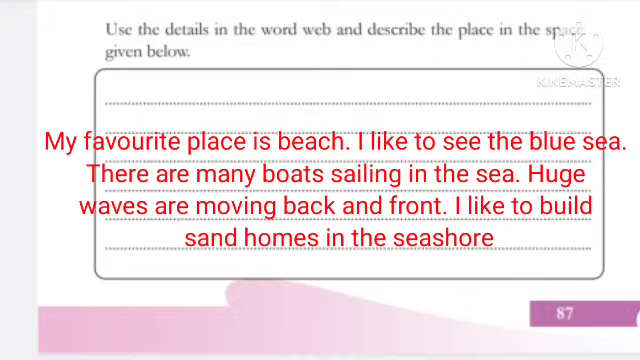 Use the details in the word web and describe the place in the space
given below.
KINEMASTER
My favourite place is beach. I like to see the blue sea.
There are many boats sailing in the sea. Huge
waves are moving back and front. I like to build
sand homes in the seashore
87